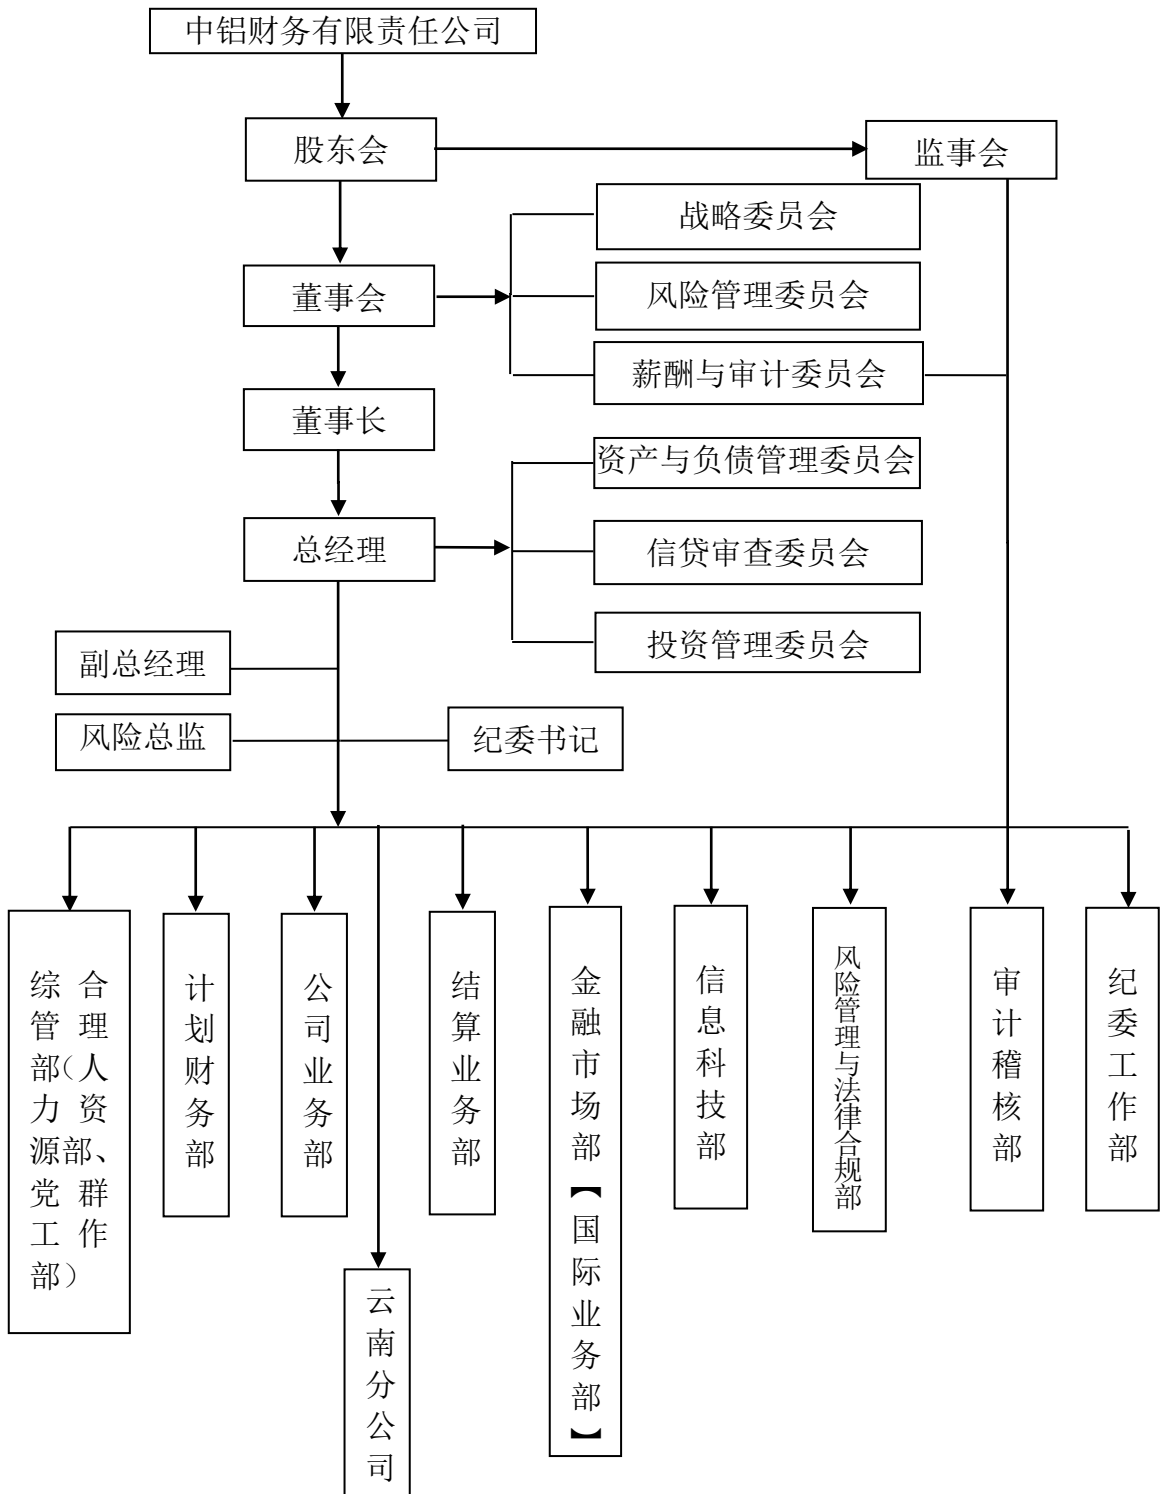 中铝财务有限责任公司
股东会
监事会
战略委员会
董事会
风险管理委员会
薪酬与审计委员会
董事长
资产与负债管理委员会
总经理
信贷审查委员会
投资管理委员会
副总经理
风险总监
纪委书记
综合
管理
部（人
力资
源部、
党群
工作
部）
计划财务部
公司业务部
云南分公司
结算业务部
金融市场部【国际业务部】
信息科技部
风险管理与法律合规部
审计稽核部
纪委工作部